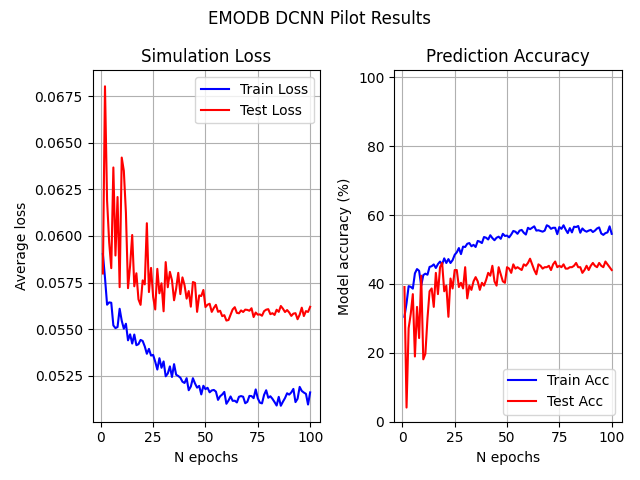 EMODB DCNN Pilot Results
Simulation Loss
Average loss
0.0675
0.0650
0.0625
0.0600
0.0575
0.0550
0.0525
Train Loss
Test Loss
0
25
50
75
100
N epochs
Prediction Accuracy
Model accuracy (%)
100
80
60
40
20
0
Train Acc
Test Acc
0
25
50
75
100
N epochs